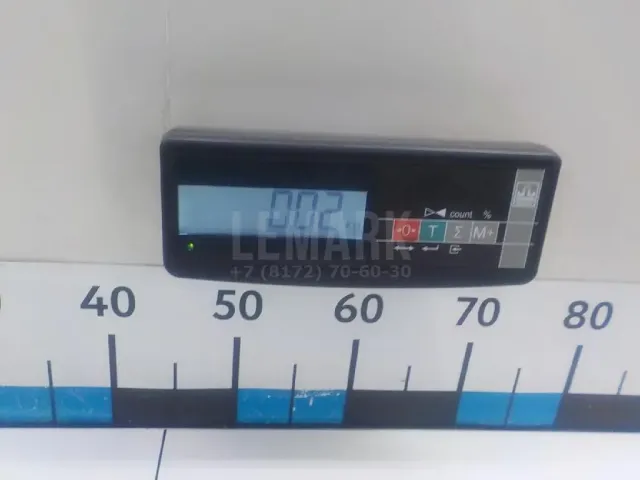 0.02
count %
→0← T Σ M+
LEMARK
+7 (8172) 70-60-30
40 50 60 70 80